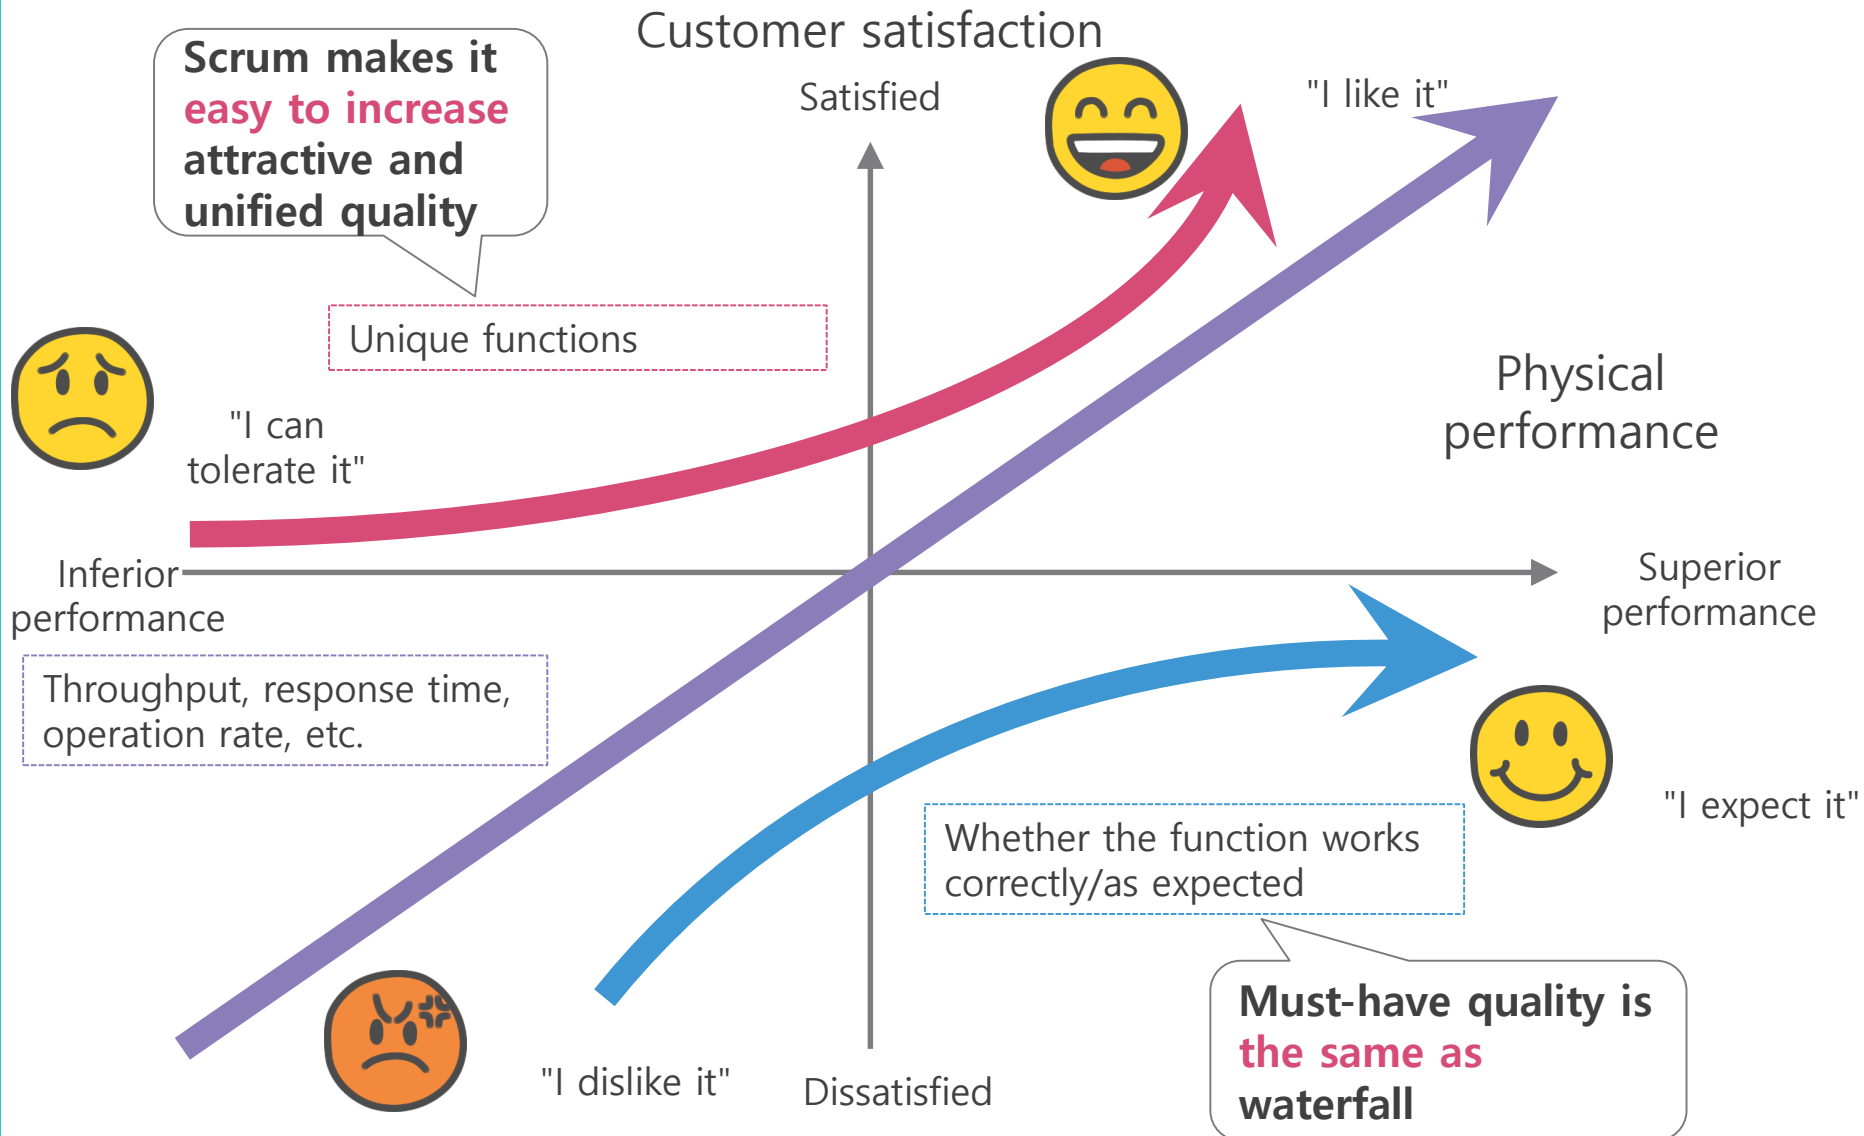 Customer satisfaction
Scrum makes it
easy to increase
attractive and
unified quality
Satisfied
"I like it"
Unique functions
Physical
performance
"I can
tolerate it"
Inferior
performance
Superior
performance
Throughput, response time,
operation rate, etc.
"I expect it"
Whether the function works
correctly/as expected
Must-have quality is
the same as
waterfall
"I dislike it"
Dissatisfied